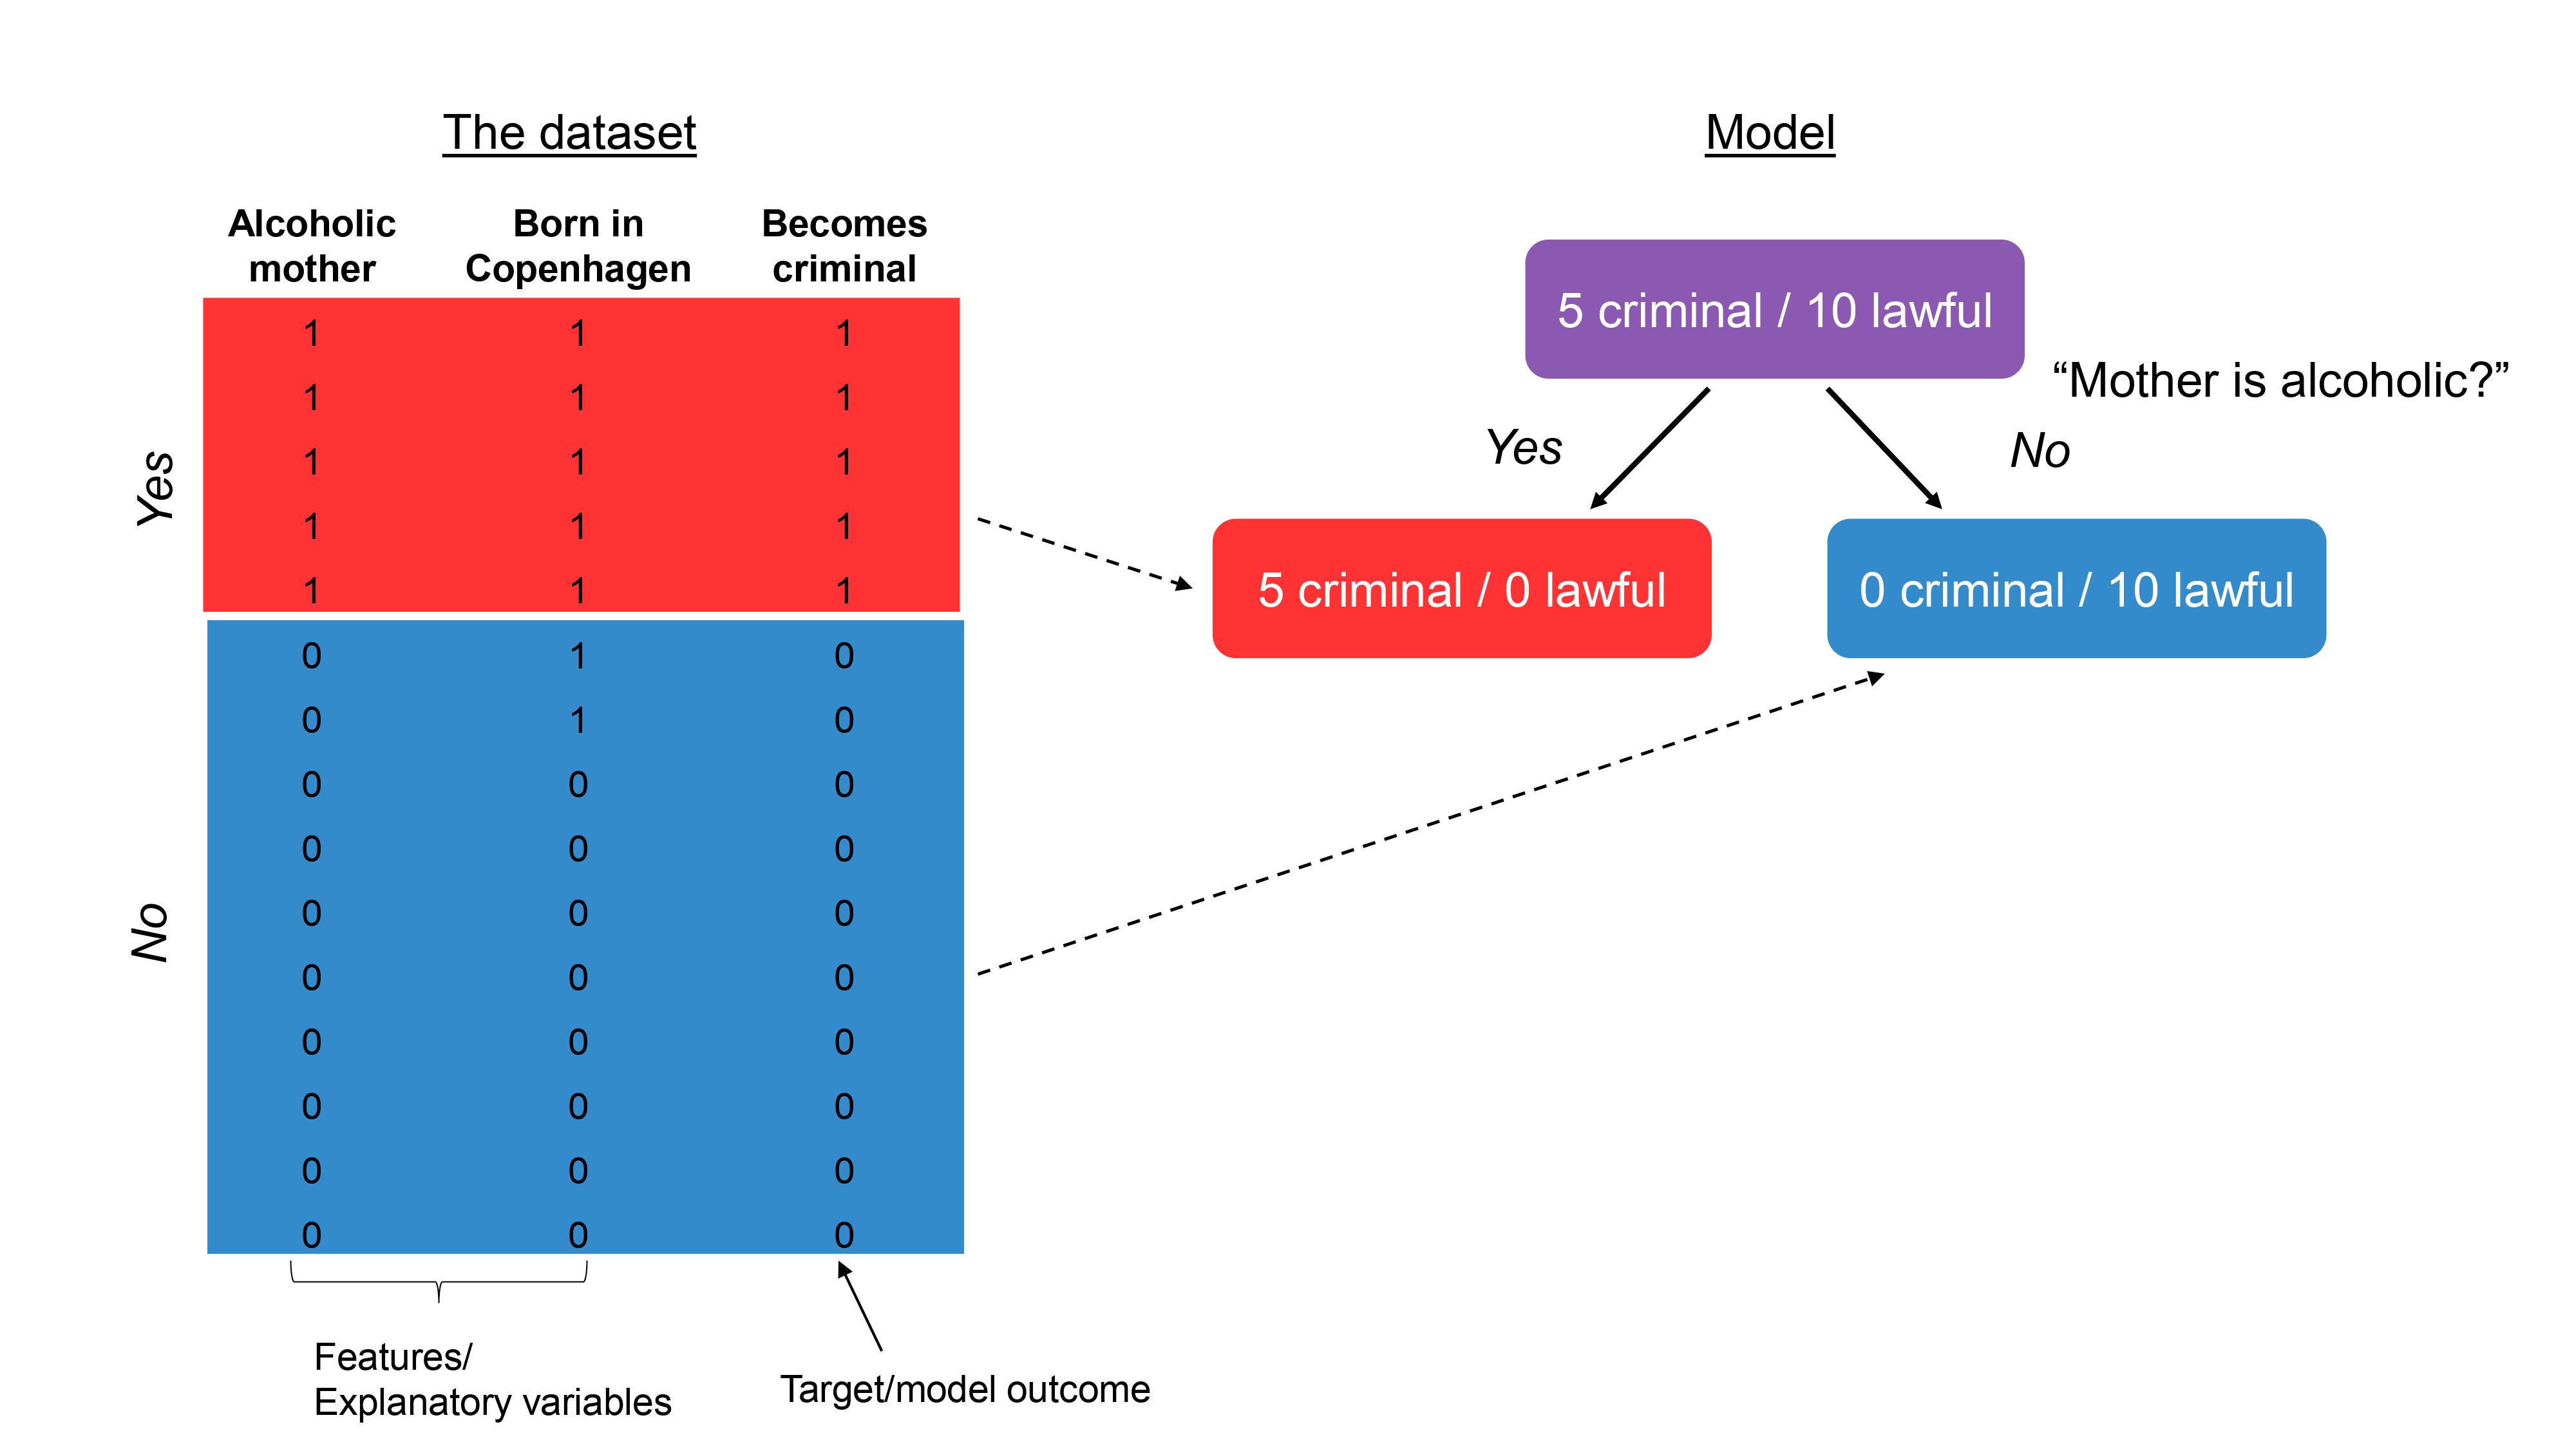 The dataset
Model
Alcoholic mother
Born in Copenhagen
Becomes criminal
Yes
1 1 1
1 1 1
1 1 1
1 1 1
1 1 1
No
0 1 0
0 1 0
0 0 0
0 0 0
0 0 0
0 0 0
0 0 0
0 0 0
0 0 0
0 0 0
Features/
Explanatory variables
Target/model outcome
5 criminal / 10 lawful
“Mother is alcoholic?”
Yes
No
5 criminal / 0 lawful
0 criminal / 10 lawful